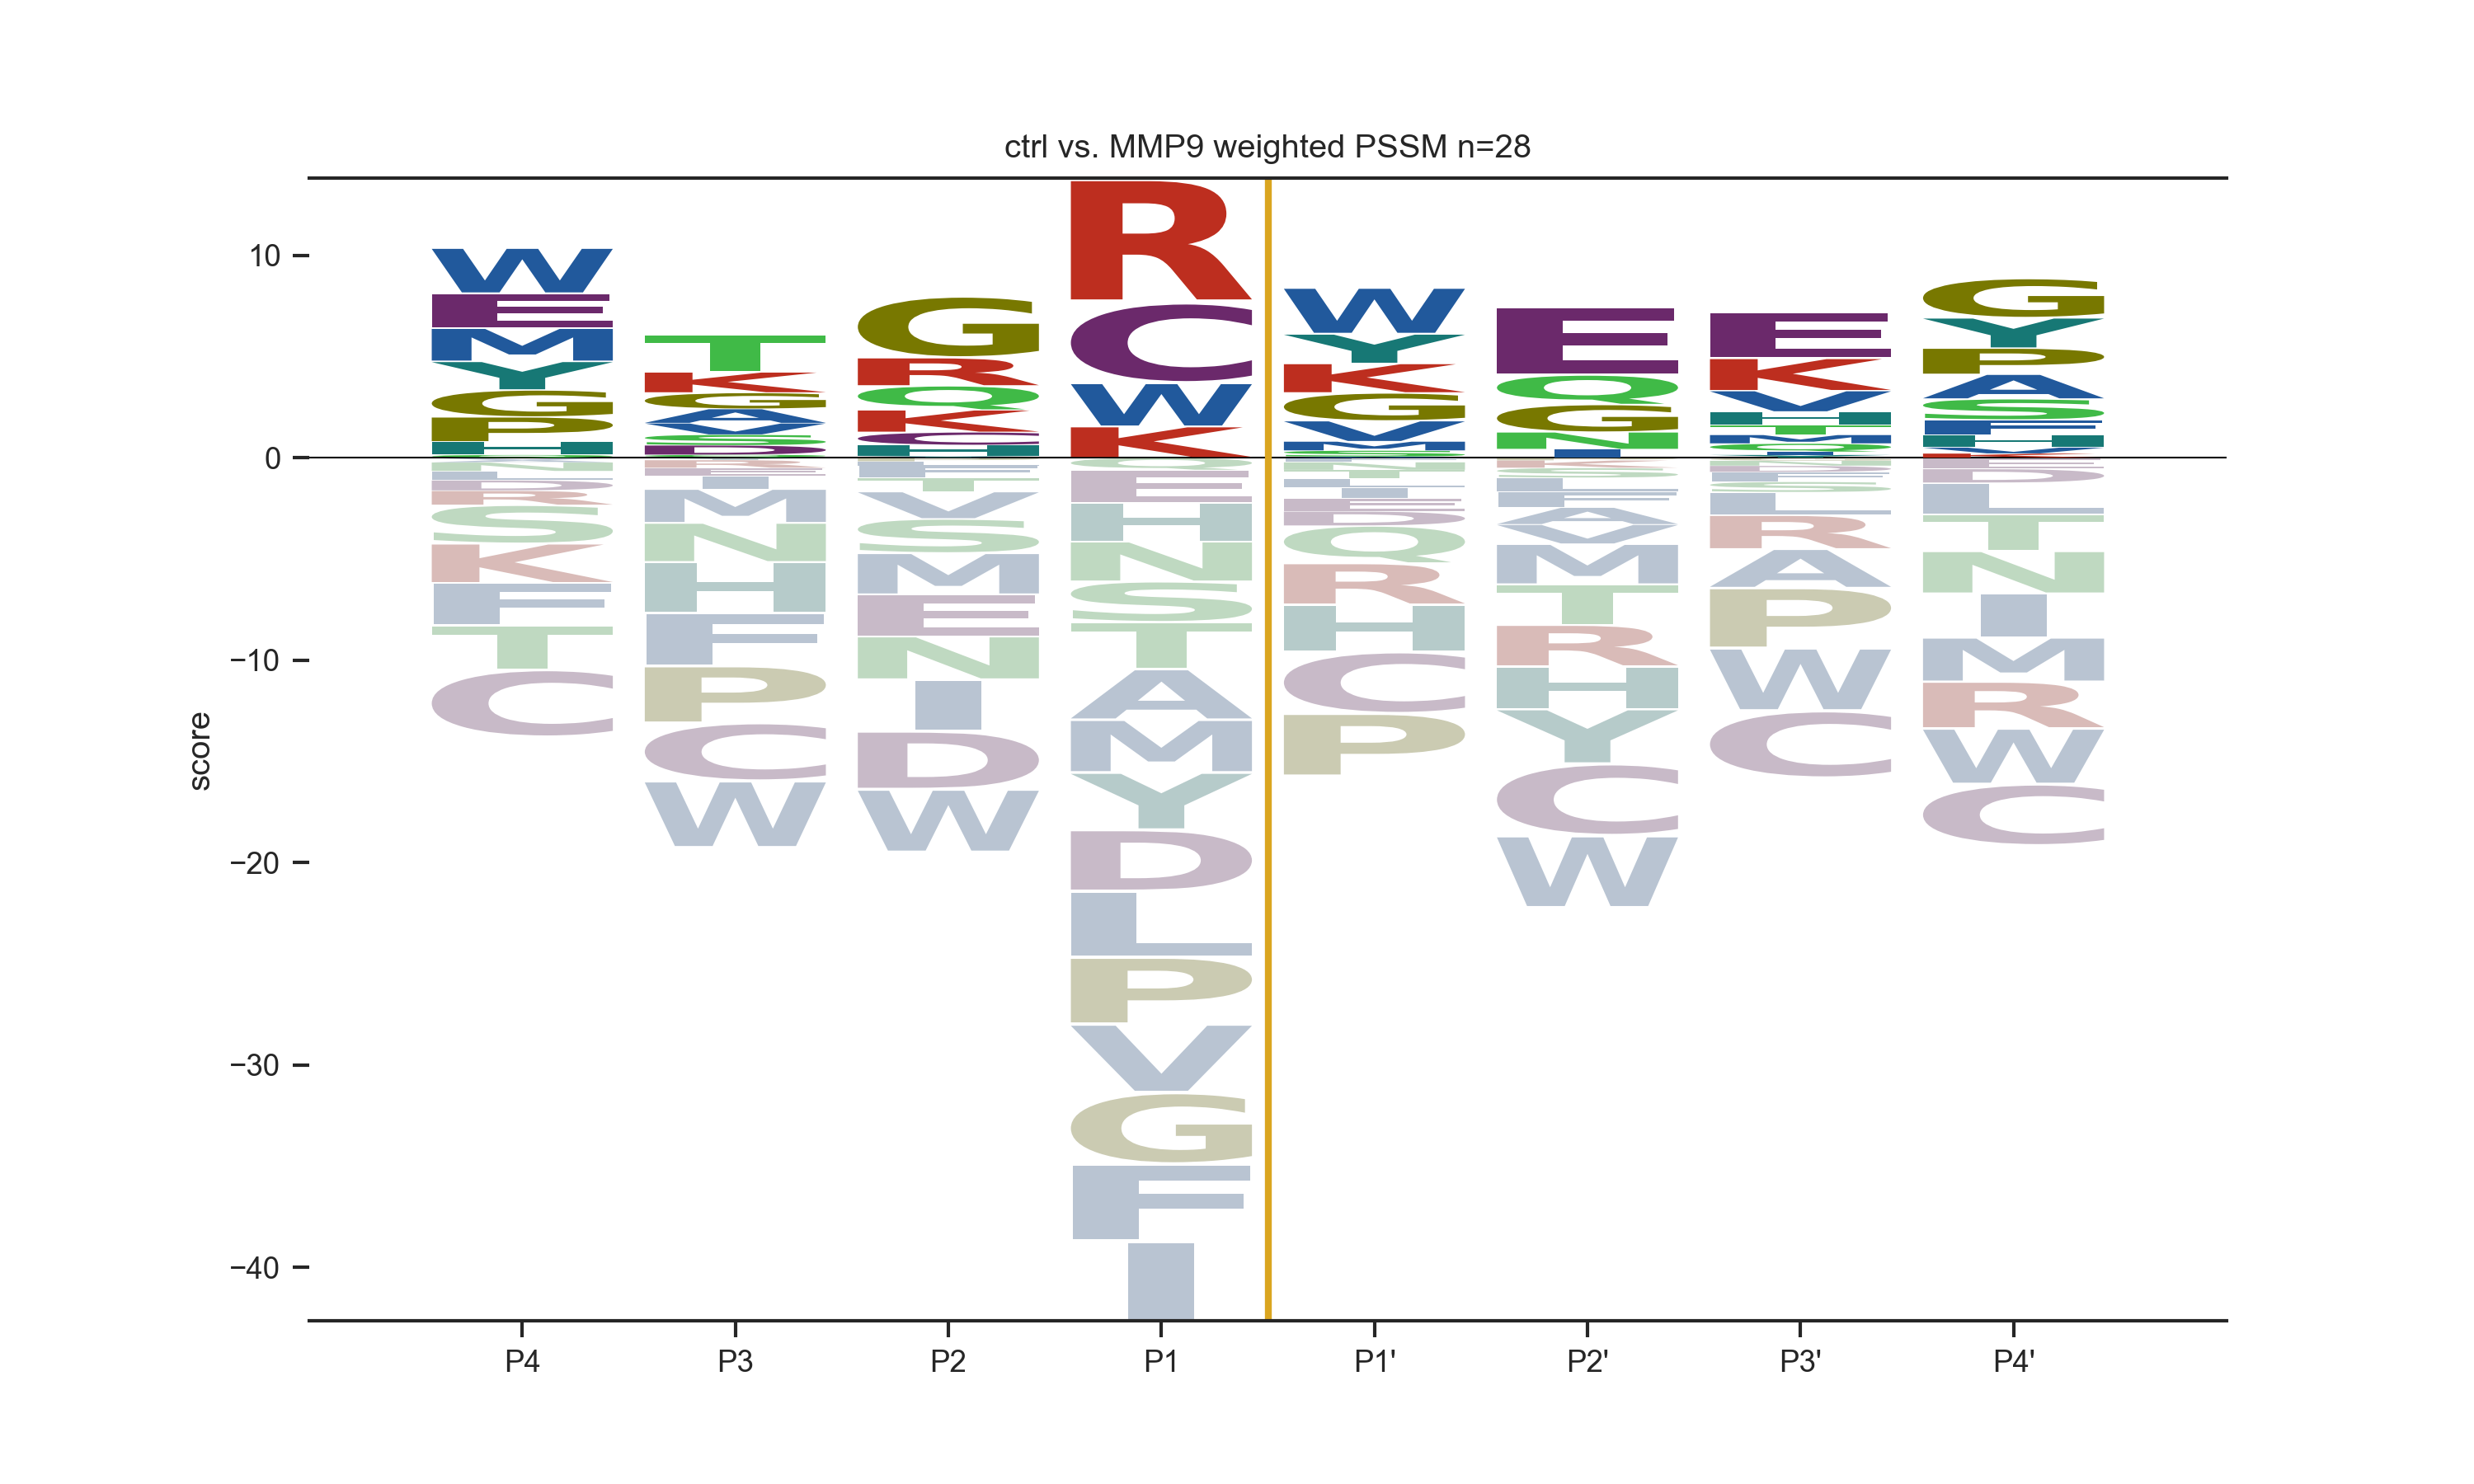 ctrl vs. MMP9 weighted PSSM n=28
score
10
0
−10
−20
−30
−40
W E M Y G P H
T K G A V S D
G R Q K C H
R C W K
W Y K G V M
E Q G N I
E K V H T M Q
G Y P A S F H V K
N L D R S K F T C
R E I M N H F P C W
F T V S M E N I D W
Q E H N S T A M Y D L P V G F I
N T L I E D Q R H C P
K S L F A V M T R H Y C W
N D F S L R A P W C
E D L T N I M R W C
P4 P3 P2 P1 P1' P2' P3' P4'